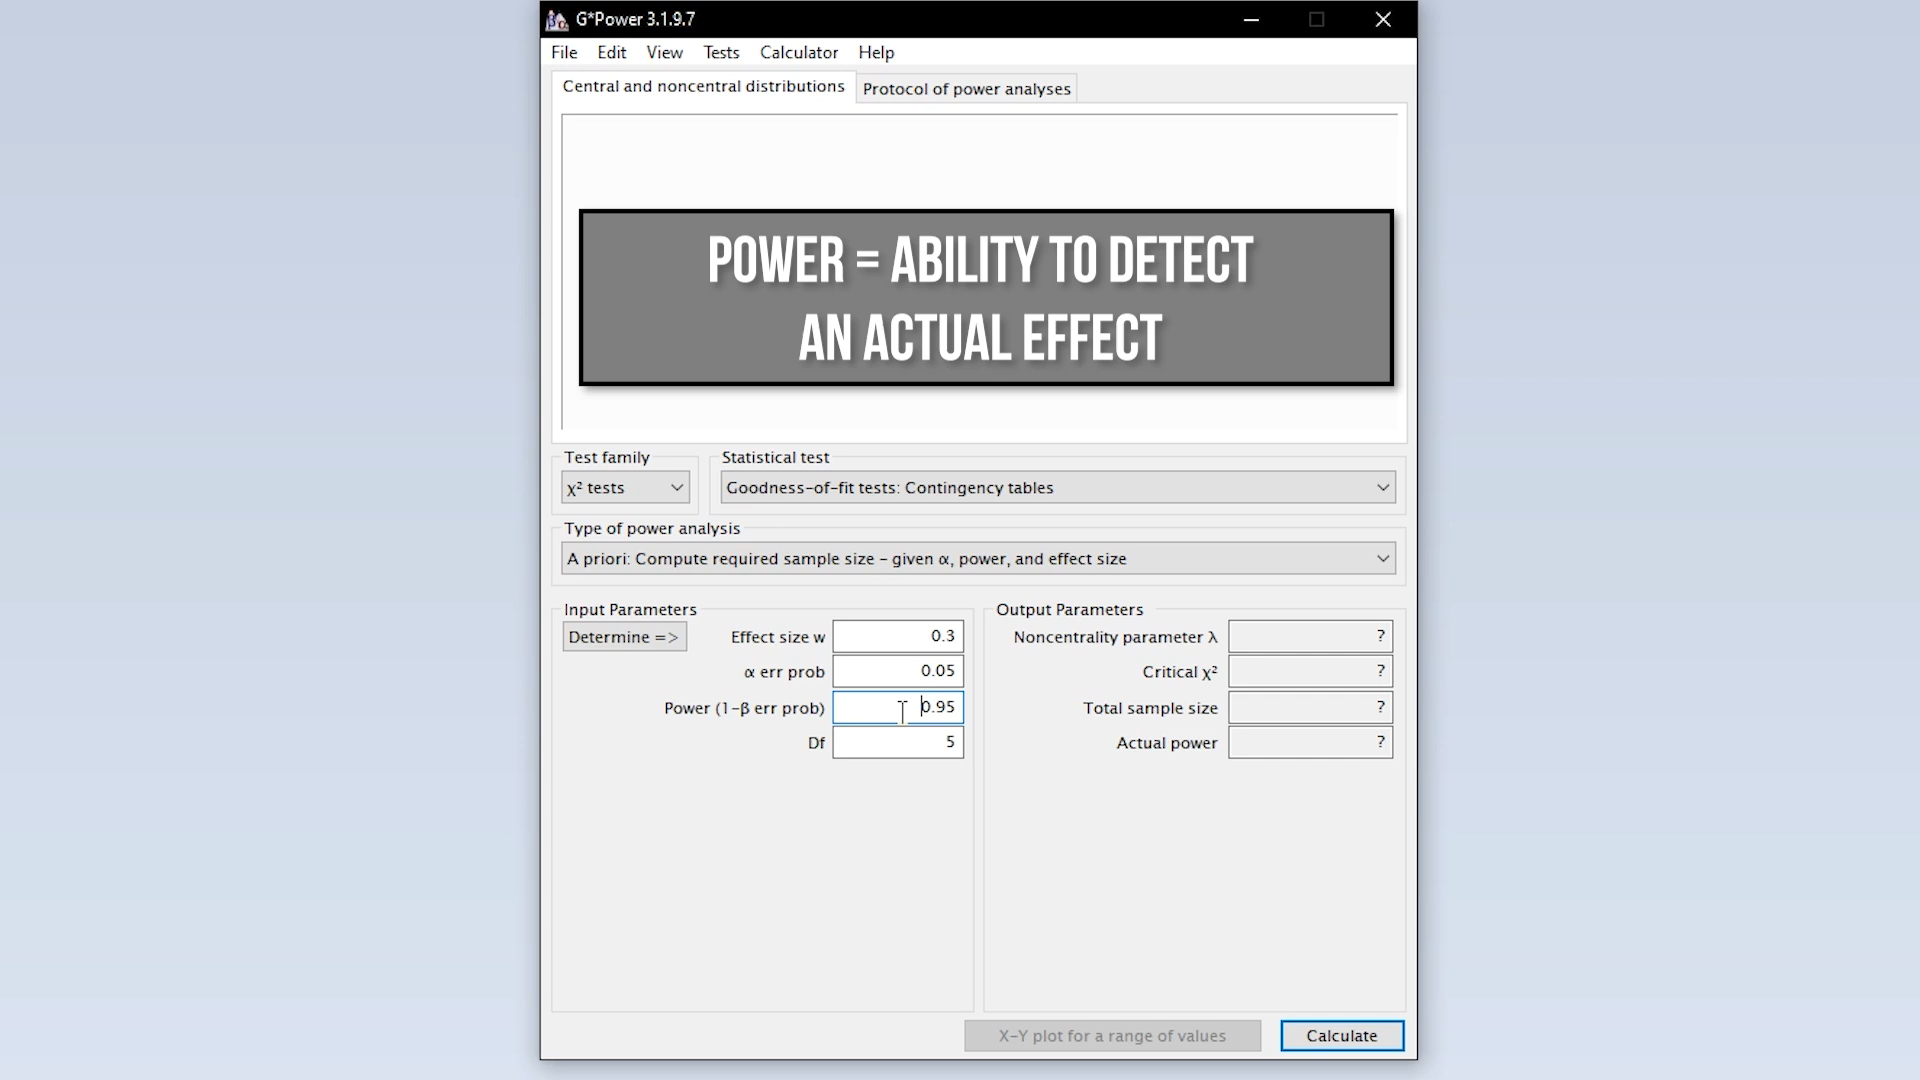 G*Power 3.1.9.7
File Edit View Tests Calculator Help
Central and noncentral distributions Protocol of power analyses
POWER = ABILITY TO DETECT
AN ACTUAL EFFECT
Test family Statistical test
χ² tests Goodness-of-fit tests: Contingency tables
Type of power analysis
A priori: Compute required sample size - given α, power, and effect size
Input Parameters Output Parameters
Determine => Effect size w 0.3 Noncentrality parameter λ ?
α err prob 0.05 Critical χ² ?
Power (1-β err prob) 0.95 Total sample size ?
Df 5 Actual power ?
X-Y plot for a range of values Calculate